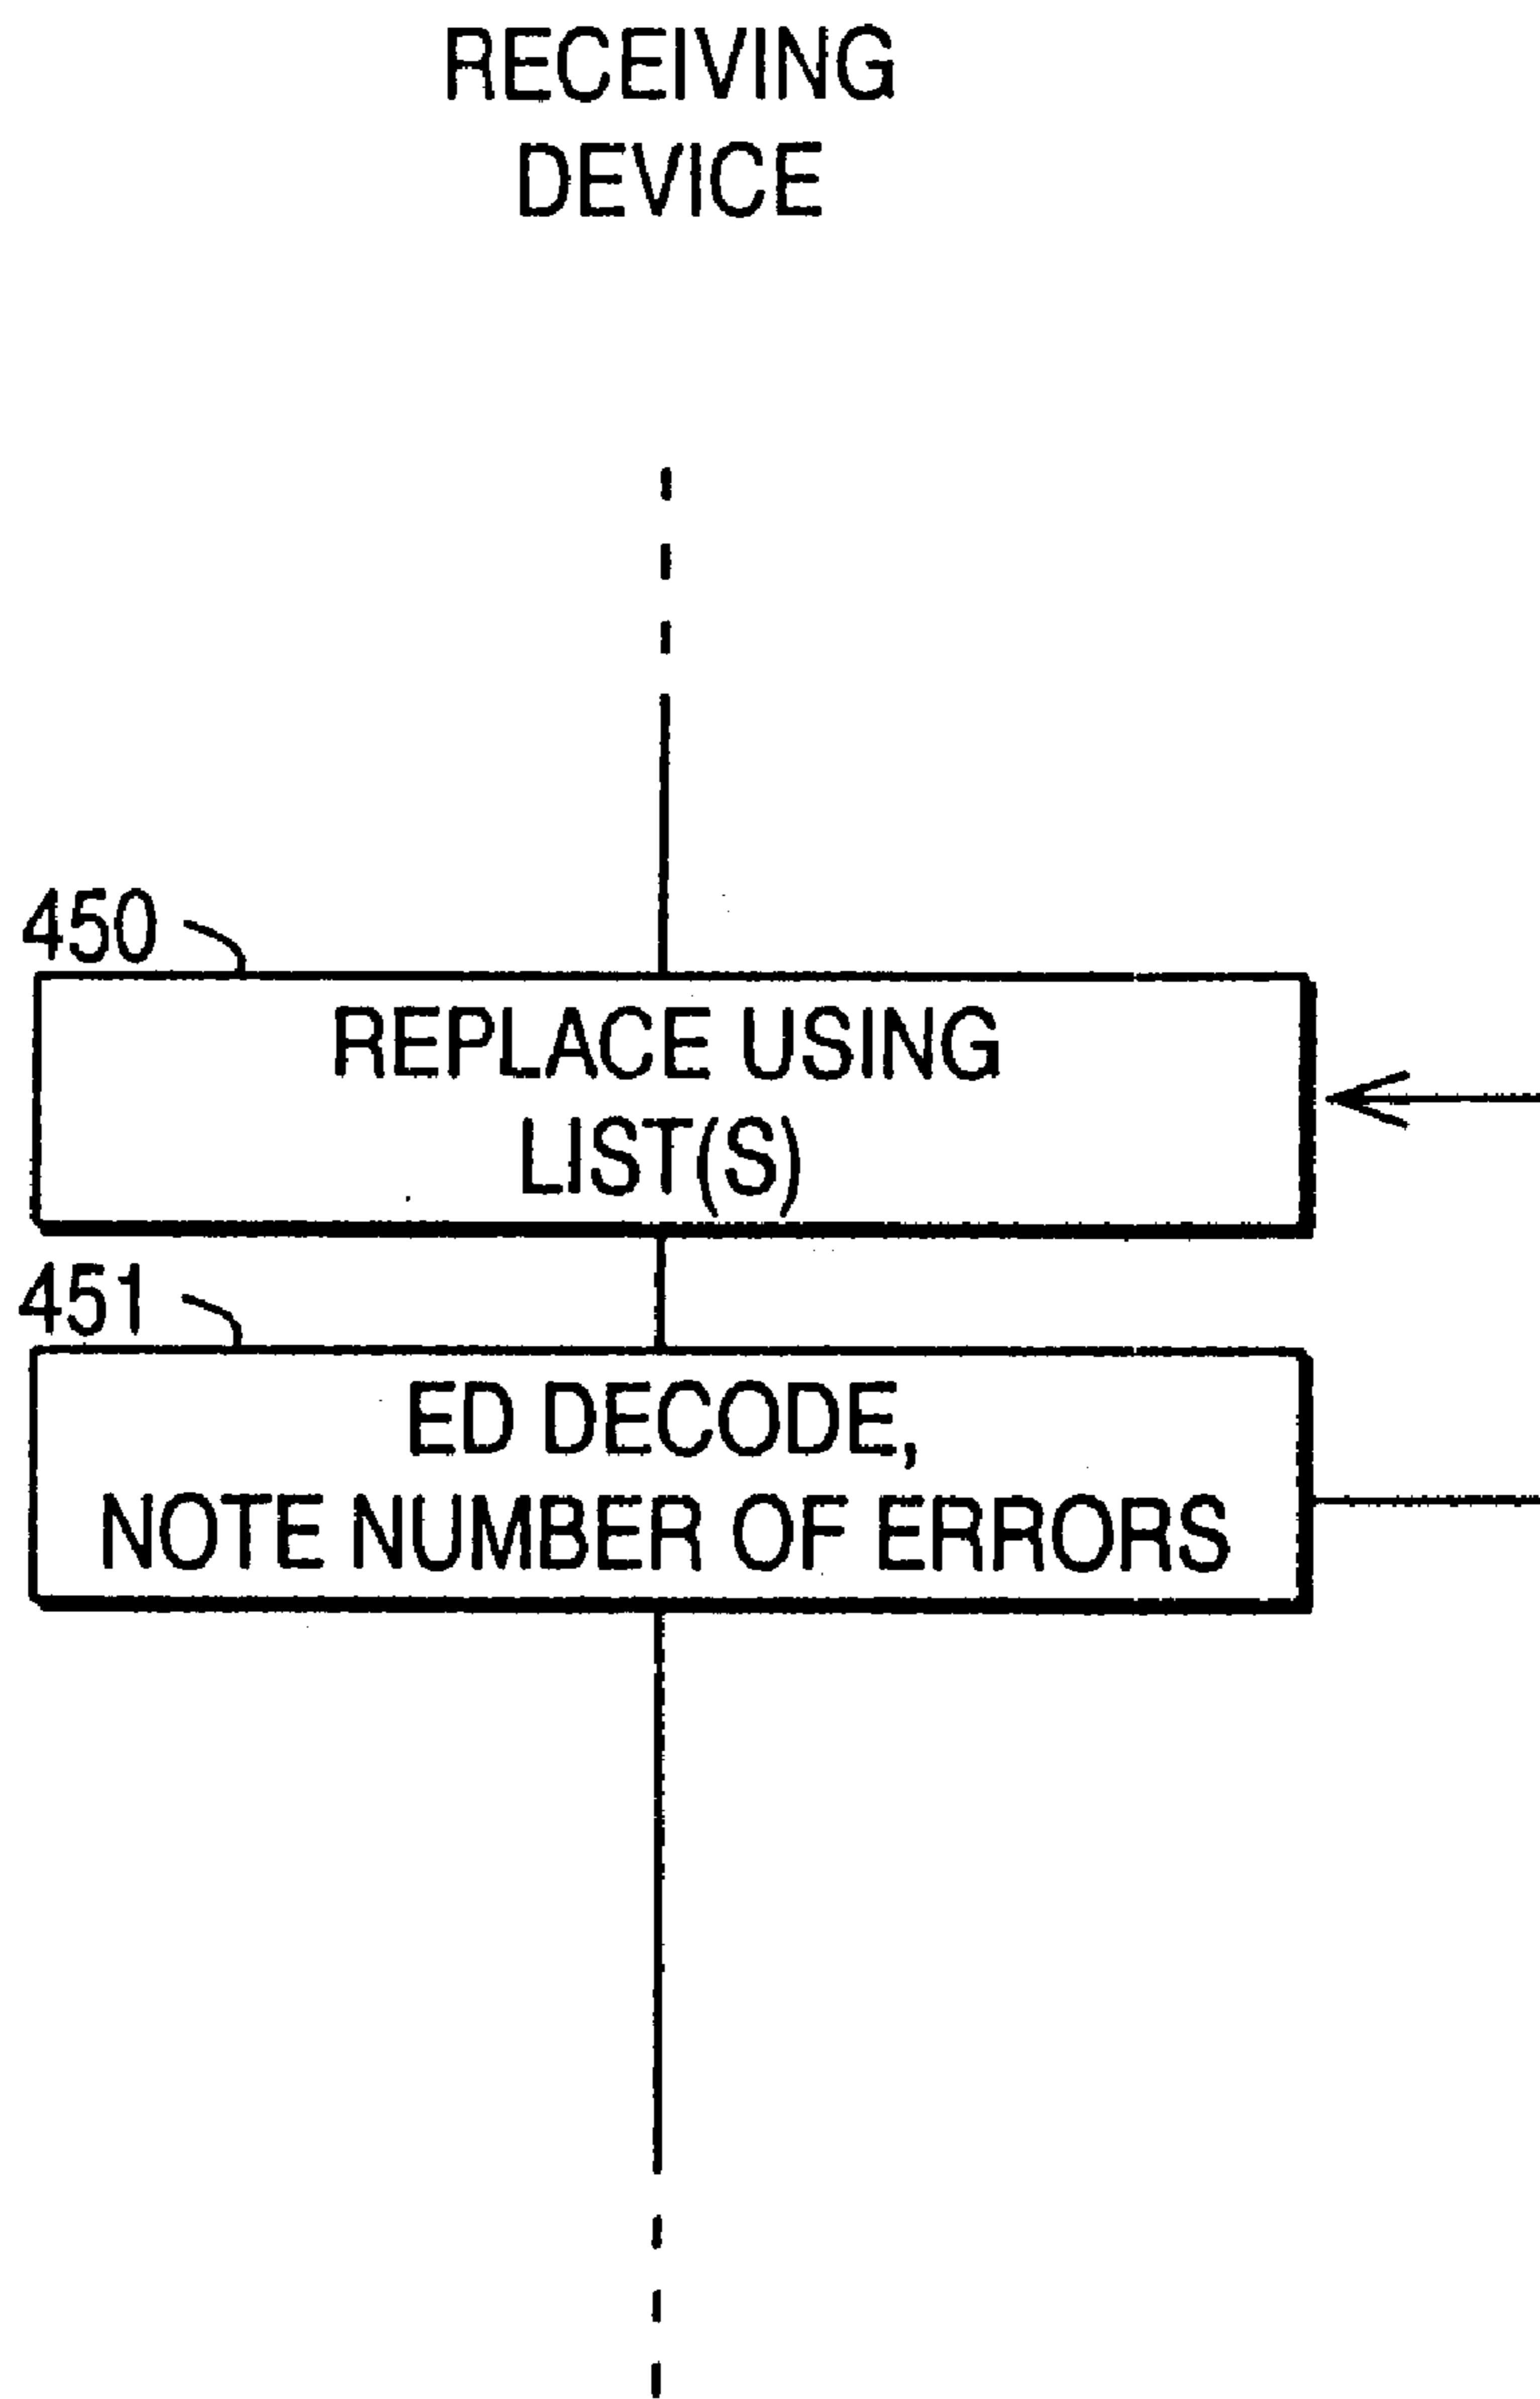 RECEIVING
DEVICE
450
REPLACE USING
LIST(S)
451
ED DECODE,
NOTE NUMBER OF ERRORS